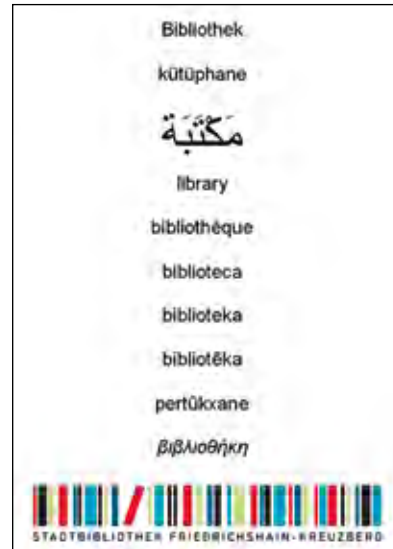 Bibliothek
kütüphane
مَكْتَبَة
library
bibliothèque
biblioteca
biblioteka
bibliotēka
pertûkxane
βιβλιοθήκη
STADTBIBLIOTHEK FRIEDRICHSHAIN-KREUZBERG